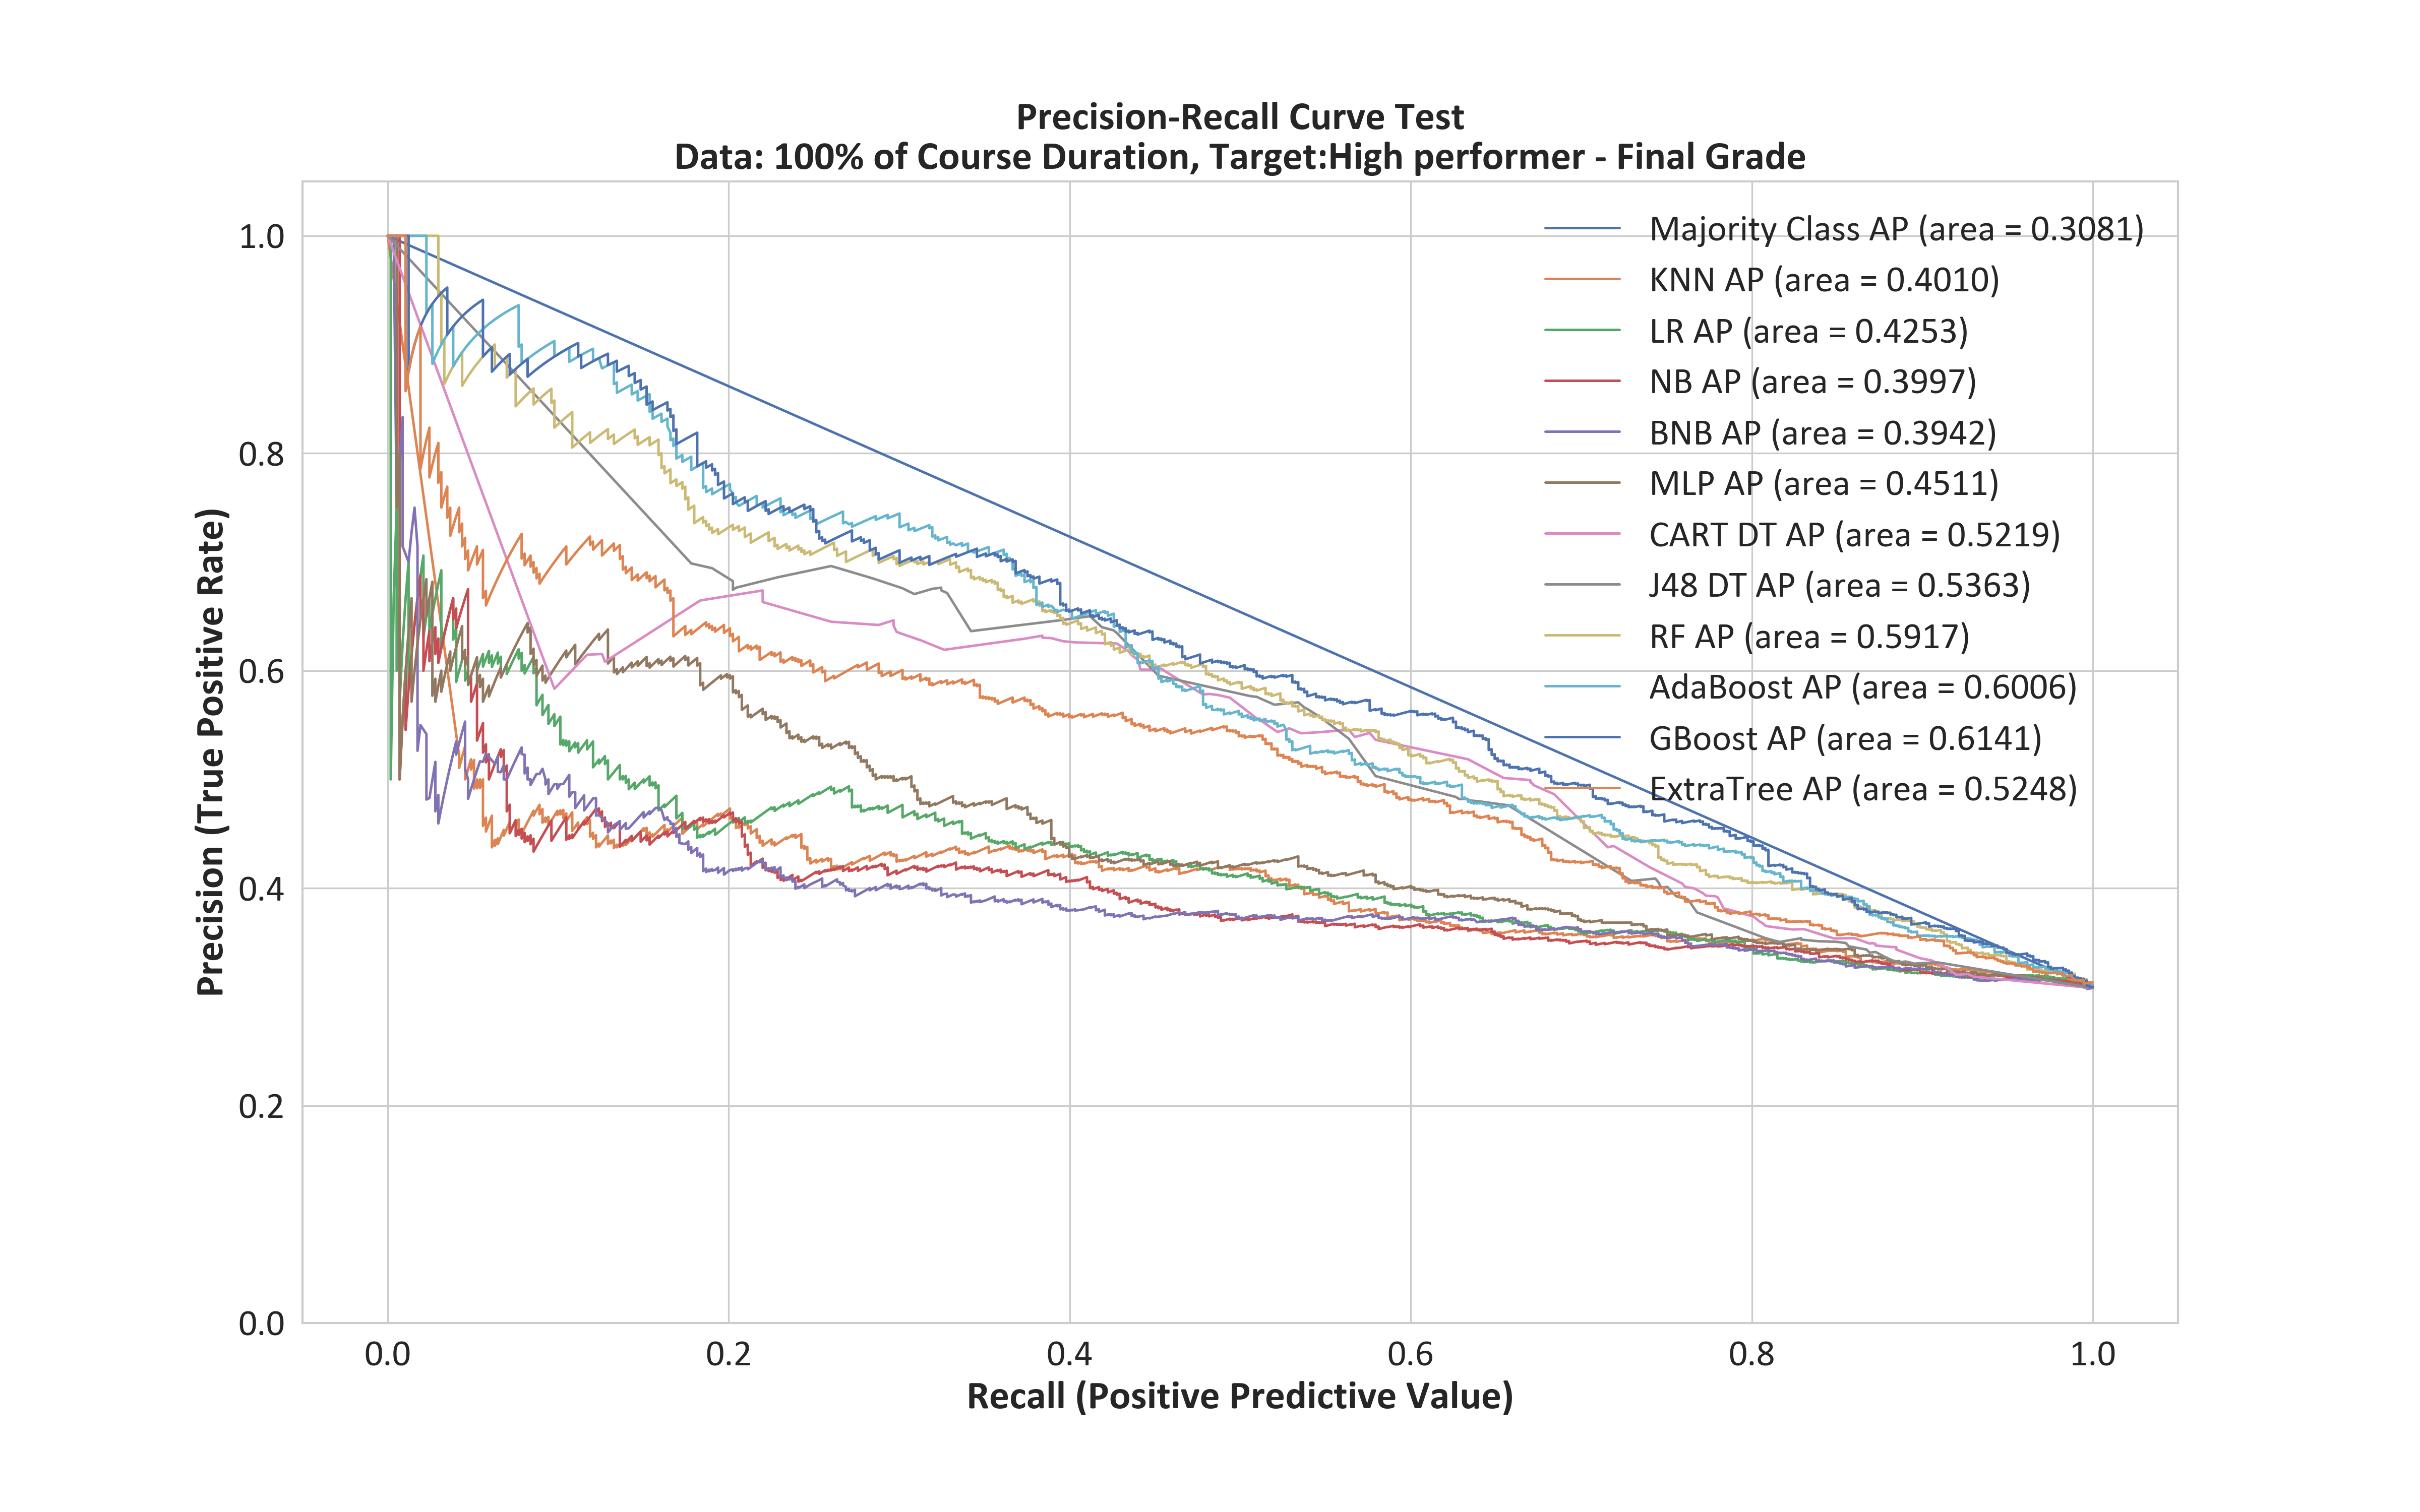 Precision-Recall Curve Test
Data: 100% of Course Duration, Target:High performer - Final Grade
Precision (True Positive Rate)
1.0
0.8
0.6
0.4
0.2
0.0
Majority Class AP (area = 0.3081)
KNN AP (area = 0.4010)
LR AP (area = 0.4253)
NB AP (area = 0.3997)
BNB AP (area = 0.3942)
MLP AP (area = 0.4511)
CART DT AP (area = 0.5219)
J48 DT AP (area = 0.5363)
RF AP (area = 0.5917)
AdaBoost AP (area = 0.6006)
GBoost AP (area = 0.6141)
ExtraTree AP (area = 0.5248)
0.0 0.2 0.4 0.6 0.8 1.0
Recall (Positive Predictive Value)